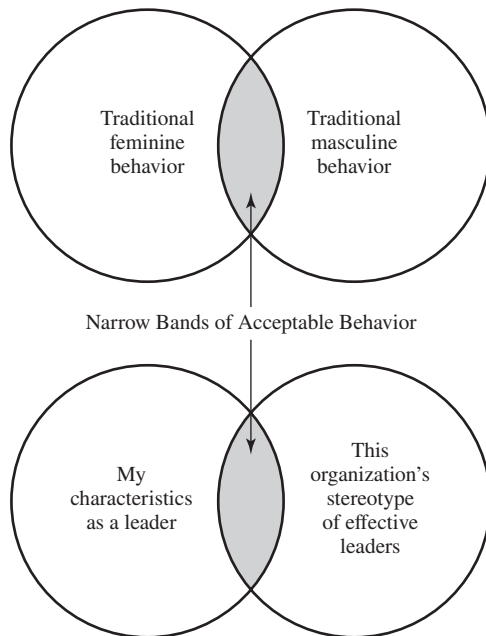 Traditional
feminine
behavior
Traditional
masculine
behavior
Narrow Bands of Acceptable Behavior
My
characteristics
as a leader
This
organization's
stereotype
of effective
leaders